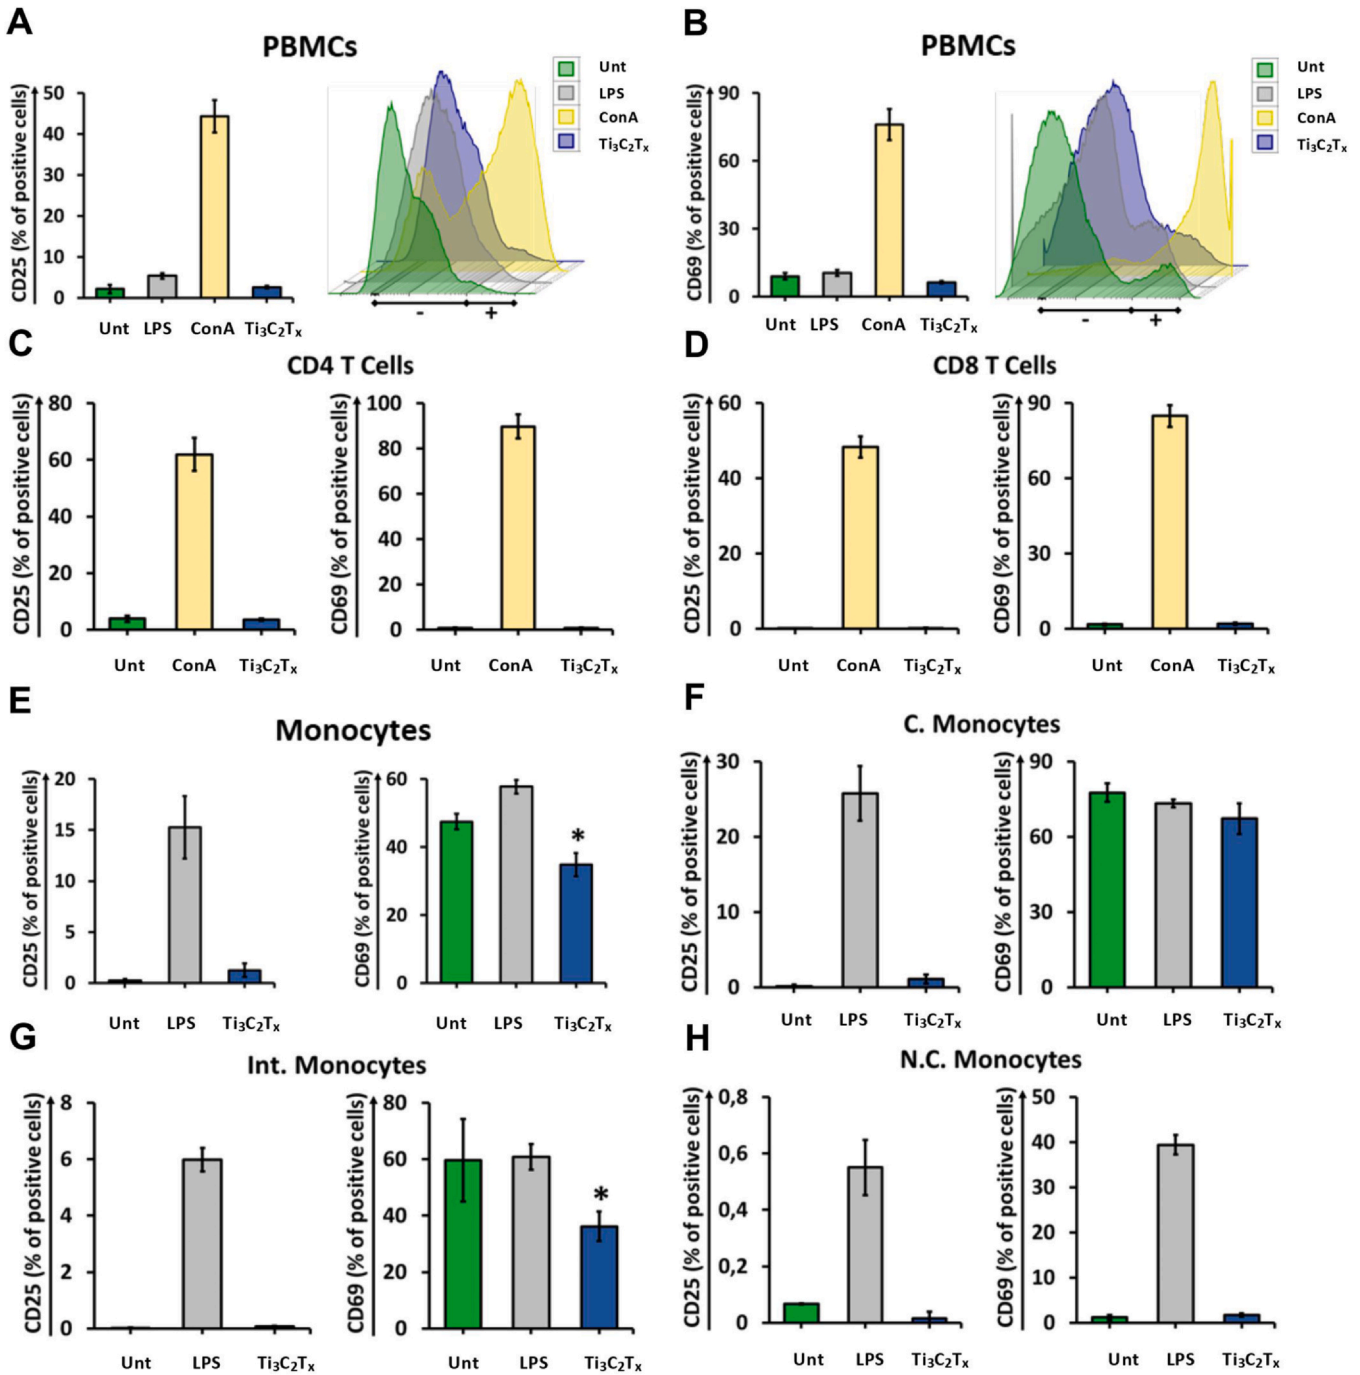 A
PBMCs
CD25 (% of positive cells)
50
40
30
20
10
0
Unt LPS ConA Ti₃C₂Tₓ
- +
Unt
LPS
ConA
Ti₃C₂Tₓ
B
PBMCs
CD69 (% of positive cells)
90
60
30
0
Unt LPS ConA Ti₃C₂Tₓ
- +
Unt
LPS
ConA
Ti₃C₂Tₓ
C
CD4 T Cells
CD25 (% of positive cells)
80
60
40
20
0
Unt ConA Ti₃C₂Tₓ
CD69 (% of positive cells)
100
80
60
40
20
0
Unt ConA Ti₃C₂Tₓ
D
CD8 T Cells
CD25 (% of positive cells)
60
40
20
0
Unt ConA Ti₃C₂Tₓ
CD69 (% of positive cells)
90
60
30
0
Unt ConA Ti₃C₂Tₓ
E
Monocytes
CD25 (% of positive cells)
20
15
10
5
0
Unt LPS Ti₃C₂Tₓ
CD69 (% of positive cells)
60
40
20
0
*
Unt LPS Ti₃C₂Tₓ
F
C. Monocytes
CD25 (% of positive cells)
30
20
10
0
Unt LPS Ti₃C₂Tₓ
CD69 (% of positive cells)
90
60
30
0
Unt LPS Ti₃C₂Tₓ
G
Int. Monocytes
CD25 (% of positive cells)
8
6
4
2
0
Unt LPS Ti₃C₂Tₓ
CD69 (% of positive cells)
80
60
40
20
0
*
Unt LPS Ti₃C₂Tₓ
H
N.C. Monocytes
CD25 (% of positive cells)
0,8
0,6
0,4
0,2
0
Unt LPS Ti₃C₂Tₓ
CD69 (% of positive cells)
50
40
30
20
10
0
Unt LPS Ti₃C₂Tₓ